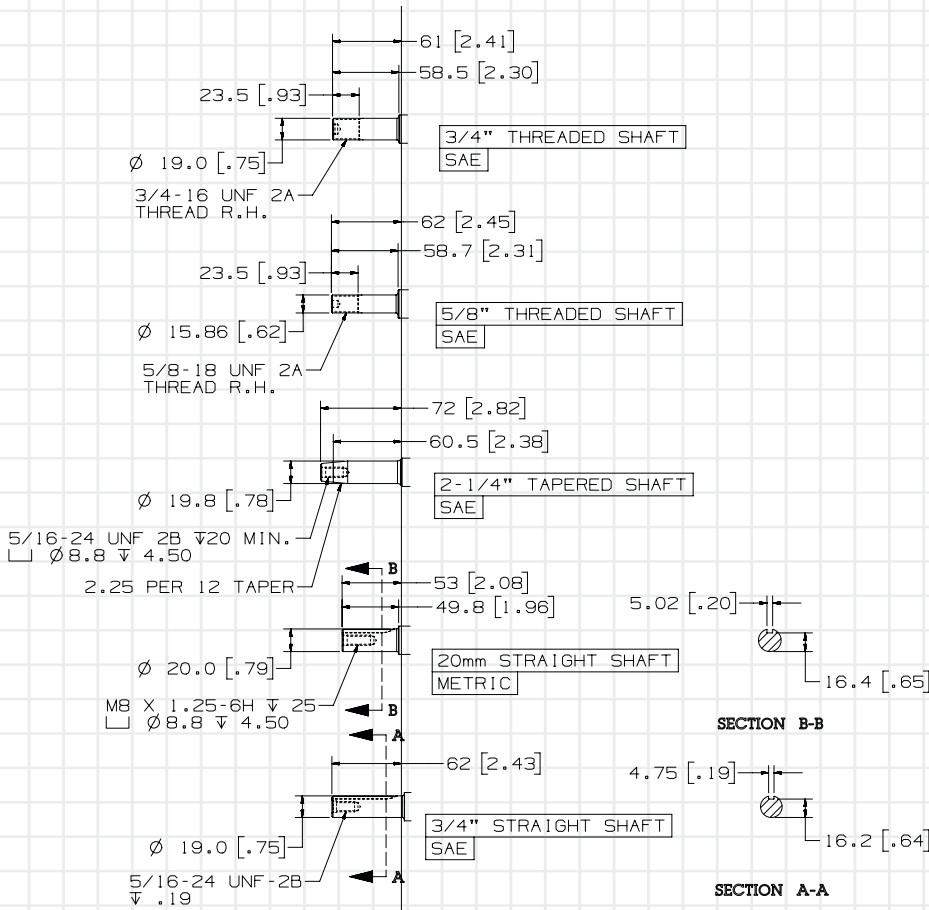 61 [2.41]
58.5 [2.30]
23.5 [.93]
3/4" THREADED SHAFT
SAE
Ø 19.0 [.75]
3/4-16 UNF 2A
THREAD R.H.
62 [2.45]
58.7 [2.31]
23.5 [.93]
5/8" THREADED SHAFT
SAE
Ø 15.86 [.62]
5/8-18 UNF 2A
THREAD R.H.
72 [2.82]
60.5 [2.38]
2-1/4" TAPERED SHAFT
SAE
Ø 19.8 [.78]
5/16-24 UNF 2B ↧20 MIN.
⌴ Ø8.8 ↧ 4.50
2.25 PER 12 TAPER
B
53 [2.08]
49.8 [1.96]
5.02 [.20]
20mm STRAIGHT SHAFT
METRIC
Ø 20.0 [.79]
16.4 [.65]
M8 X 1.25-6H ↧ 25
⌴ Ø8.8 ↧ 4.50
B
SECTION B-B
A
62 [2.43]
4.75 [.19]
3/4" STRAIGHT SHAFT
SAE
Ø 19.0 [.75]
16.2 [.64]
5/16-24 UNF-2B
↧ .19
A
SECTION A-A